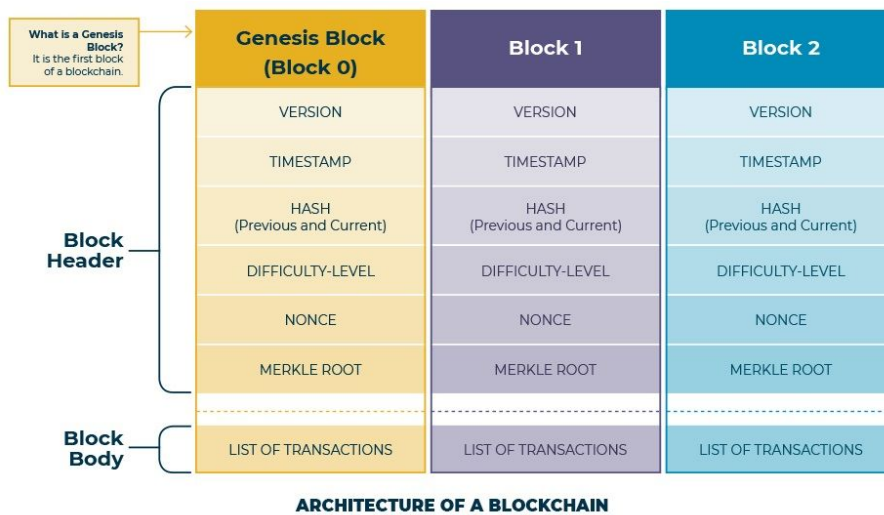 What is a Genesis
Block?
It is the first block
of a blockchain.
Genesis Block
(Block 0)
Block 1
Block 2
Block
Header
VERSION
VERSION
VERSION
TIMESTAMP
TIMESTAMP
TIMESTAMP
HASH
(Previous and Current)
HASH
(Previous and Current)
HASH
(Previous and Current)
DIFFICULTY-LEVEL
DIFFICULTY-LEVEL
DIFFICULTY-LEVEL
NONCE
NONCE
NONCE
MERKLE ROOT
MERKLE ROOT
MERKLE ROOT
Block
Body
LIST OF TRANSACTIONS
LIST OF TRANSACTIONS
LIST OF TRANSACTIONS
ARCHITECTURE OF A BLOCKCHAIN